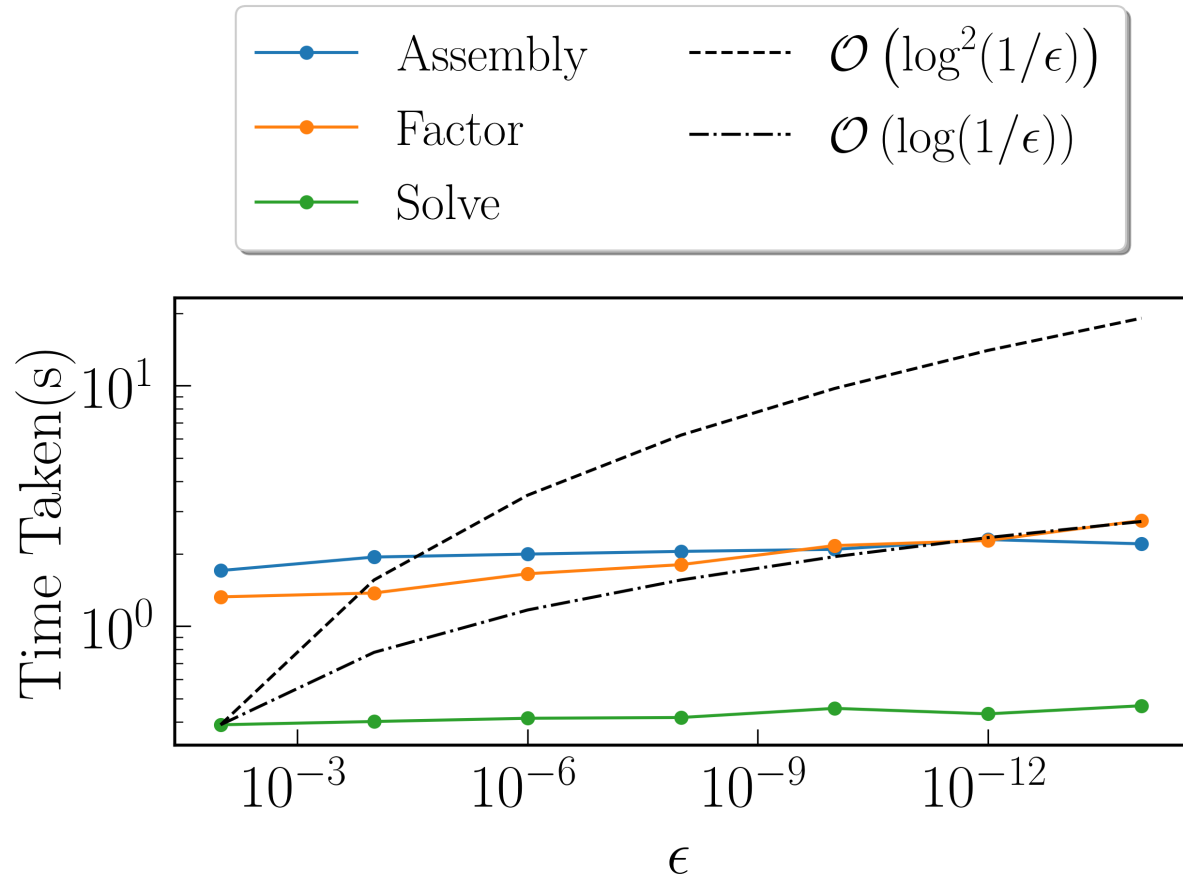 Assembly
Factor
Solve
𝒪 (log²(1/ϵ))
𝒪 (log(1/ϵ))
Time Taken(s)
10¹
10⁰
10⁻³ 10⁻⁶ 10⁻⁹ 10⁻¹²
ϵ